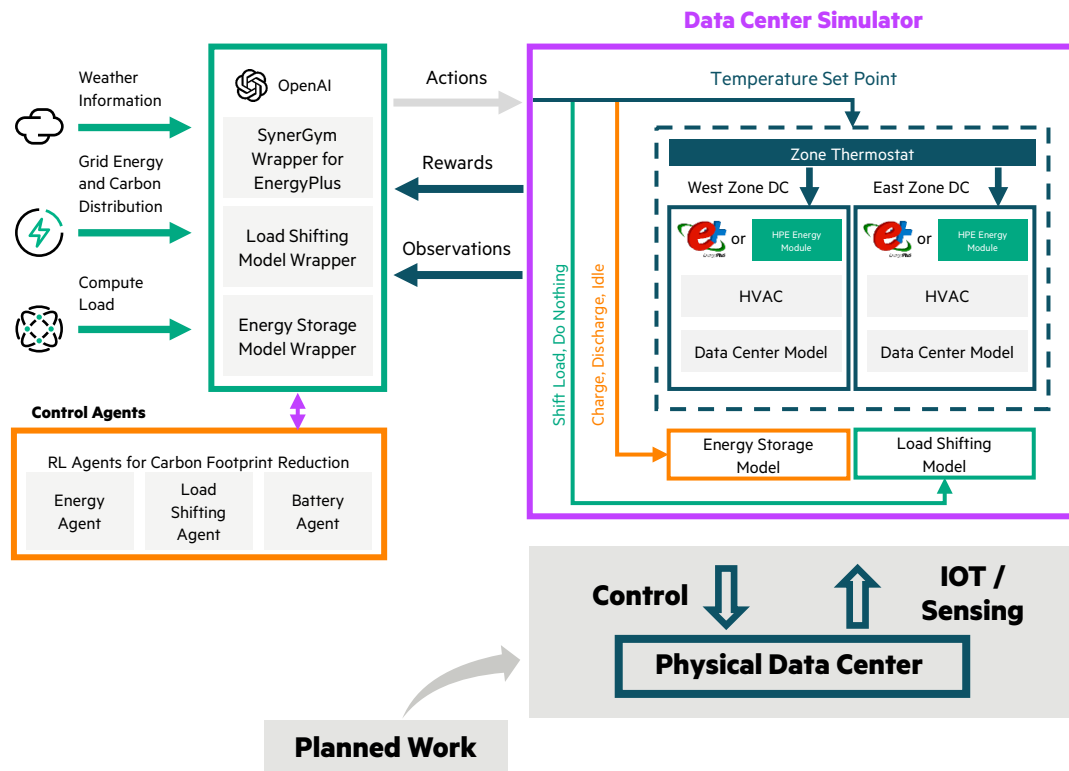 Data Center Simulator
Weather
Information
Grid Energy
and Carbon
Distribution
Compute
Load
OpenAI
SynerGym
Wrapper for
EnergyPlus
Load Shifting
Model Wrapper
Energy Storage
Model Wrapper
Actions
Rewards
Observations
Temperature Set Point
Zone Thermostat
West Zone DC
East Zone DC
e+
EnergyPlus
or
HPE Energy
Module
HVAC
Data Center Model
e+
EnergyPlus
or
HPE Energy
Module
HVAC
Data Center Model
Shift Load, Do Nothing
Charge, Discharge, Idle
Energy Storage
Model
Load Shifting
Model
Control Agents
RL Agents for Carbon Footprint Reduction
Energy
Agent
Load
Shifting
Agent
Battery
Agent
Control
IOT /
Sensing
Physical Data Center
Planned Work